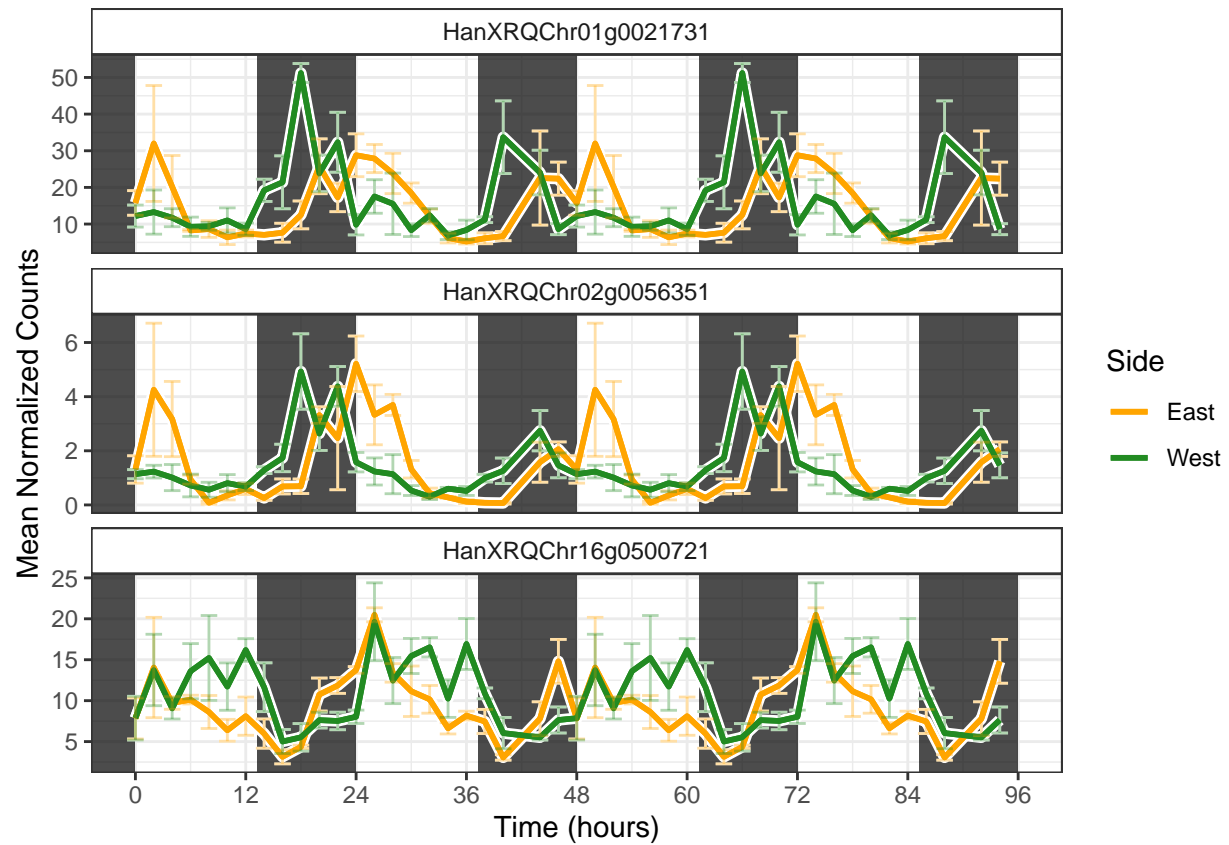 HanXRQChr01g0021731
50
40
30
20
10
HanXRQChr02g0056351
6
4
2
0
HanXRQChr16g0500721
25
20
15
10
5
0 12 24 36 48 60 72 84 96
Time (hours)
Mean Normalized Counts
Side
East
West